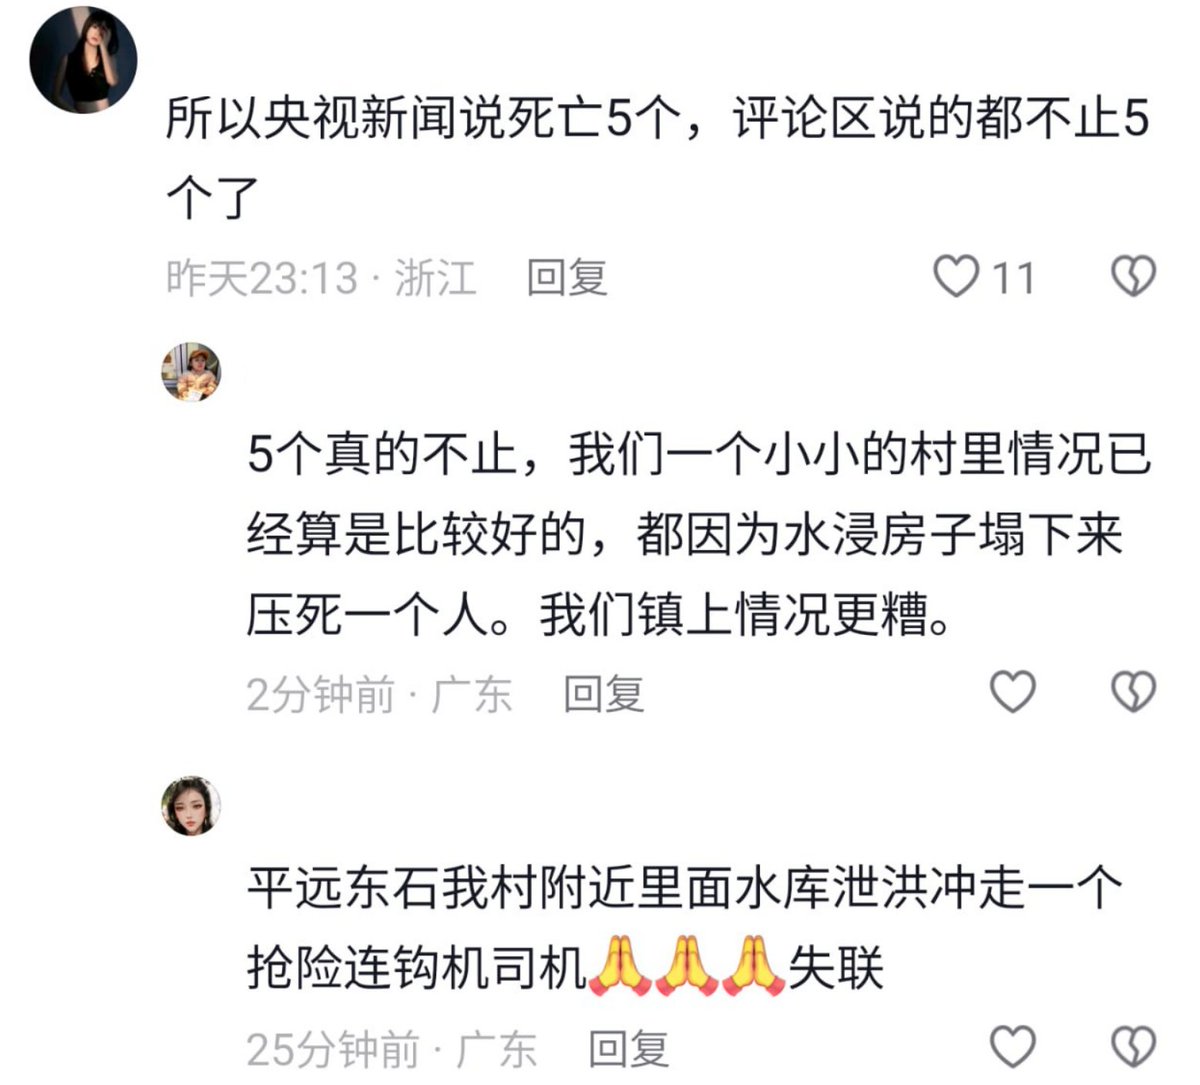 所以央视新闻说死亡5个，评论区说的都不止5
个了
昨天23:13 · 浙江 回复 11
5个真的不止，我们一个小小的村里情况已
经算是比较好的，都因为水浸房子塌下来
压死一个人。我们镇上情况更糟。
2分钟前 · 广东 回复
平远东石我村附近里面水库泄洪冲走一个
抢险连钩机司机🙏🙏🙏失联
25分钟前 · 广东 回复